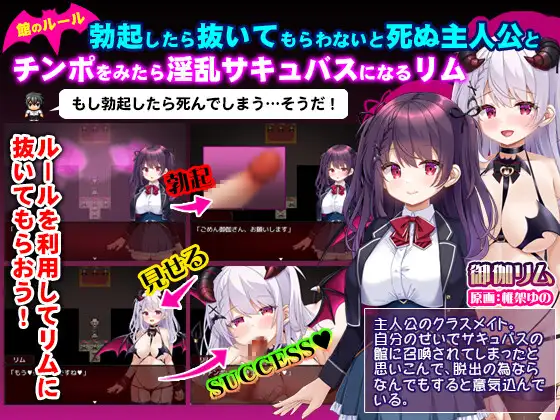 館のルール
勃起したら抜いてもらわないと死ぬ主人公と
チンポをみたら淫乱サキュバスになるリム
もし勃起したら死んでしまう…そうだ！
ルールを利用してリムに
抜いてもらおう！
勃起
「ごめん御伽さん、お願いします」
見せる
リム
SUCCESS♥
御伽リム
原画:椎架ゆの
主人公のクラスメイト。
自分のせいでサキュバスの
館に召喚されてしまったと
思いこんで、脱出の為なら
なんでもすると意気込んで
いる。